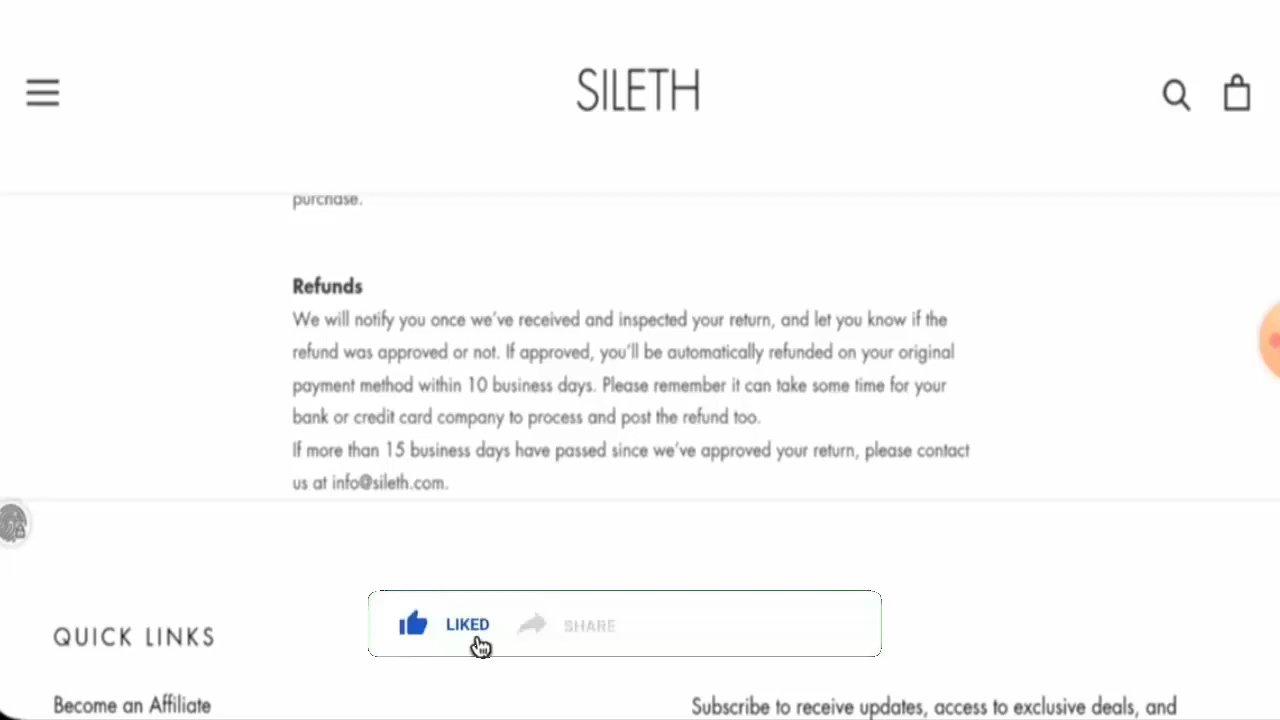 SILETH
purchase.
Refunds
We will notify you once we've received and inspected your return, and let you know if the
refund was approved or not. If approved, you'll be automatically refunded on your original
payment method within 10 business days. Please remember it can take some time for your
bank or credit card company to process and post the refund too.
If more than 15 business days have passed since we've approved your return, please contact
us at info@sileth.com.
LIKED SHARE
QUICK LINKS
Become an Affiliate
Subscribe to receive updates, access to exclusive deals, and